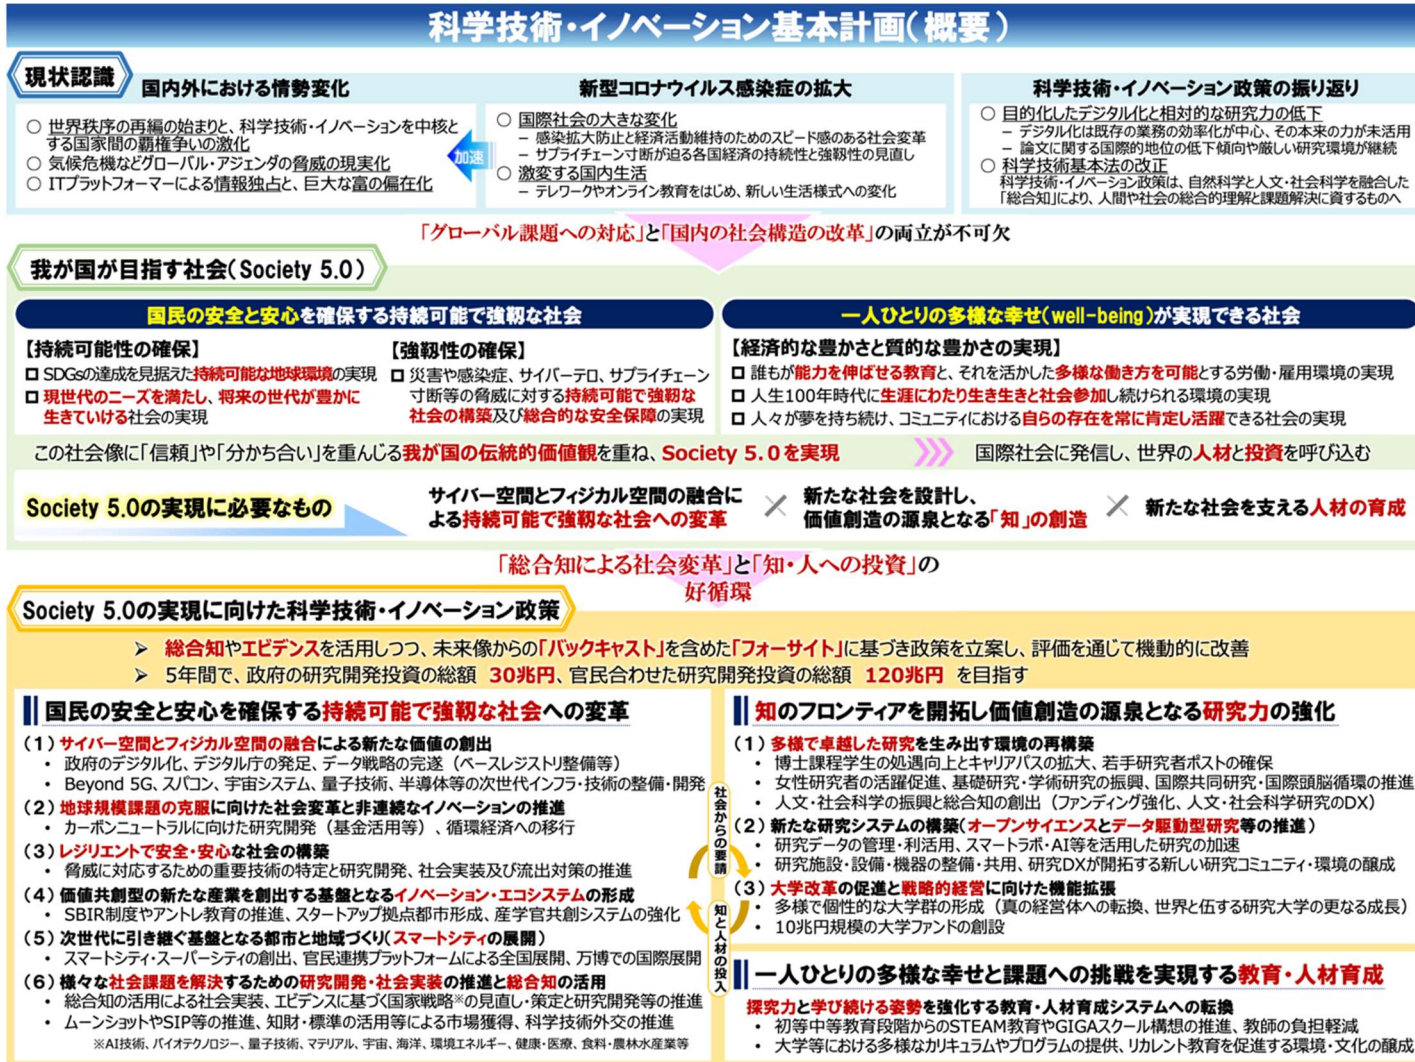 科学技術・イノベーション基本計画(概要)
現状認識
国内外における情勢変化
○ 世界秩序の再編の始まりと、科学技術・イノベーションを中核と
する国家間の覇権争いの激化
○ 気候危機などグローバル・アジェンダの脅威の現実化
○ ITプラットフォーマーによる情報独占と、巨大な富の偏在化
加速
新型コロナウイルス感染症の拡大
○ 国際社会の大きな変化
– 感染拡大防止と経済活動維持のためのスピード感のある社会変革
– サプライチェーン寸断が迫る各国経済の持続性と強靭性の見直し
○ 激変する国内生活
– テレワークやオンライン教育をはじめ、新しい生活様式への変化
科学技術・イノベーション政策の振り返り
○ 目的化したデジタル化と相対的な研究力の低下
– デジタル化は既存の業務の効率化が中心、その本来の力が未活用
– 論文に関する国際的地位の低下傾向や厳しい研究環境が継続
○ 科学技術基本法の改正
科学技術・イノベーション政策は、自然科学と人文・社会科学を融合した
「総合知」により、人間や社会の総合的理解と課題解決に資するものへ
「グローバル課題への対応」と「国内の社会構造の改革」の両立が不可欠
我が国が目指す社会(Society 5.0)
国民の安全と安心を確保する持続可能で強靱な社会
【持続可能性の確保】
□ SDGsの達成を見据えた持続可能な地球環境の実現
□ 現世代のニーズを満たし、将来の世代が豊かに
生きていける社会の実現
【強靱性の確保】
□ 災害や感染症、サイバーテロ、サプライチェーン
寸断等の脅威に対する持続可能で強靭な
社会の構築及び総合的な安全保障の実現
一人ひとりの多様な幸せ(well-being)が実現できる社会
【経済的な豊かさと質的な豊かさの実現】
□ 誰もが能力を伸ばせる教育と、それを活かした多様な働き方を可能とする労働・雇用環境の実現
□ 人生100年時代に生涯にわたり生き生きと社会参加し続けられる環境の実現
□ 人々が夢を持ち続け、コミュニティにおける自らの存在を常に肯定し活躍できる社会の実現
この社会像に「信頼」や「分かち合い」を重んじる我が国の伝統的価値観を重ね、Society 5.0を実現
国際社会に発信し、世界の人材と投資を呼び込む
Society 5.0の実現に必要なもの
サイバー空間とフィジカル空間の融合に
よる持続可能で強靭な社会への変革
×
新たな社会を設計し、
価値創造の源泉となる「知」の創造
×
新たな社会を支える人材の育成
「総合知による社会変革」と「知・人への投資」の
好循環
Society 5.0の実現に向けた科学技術・イノベーション政策
➢ 総合知やエビデンスを活用しつつ、未来像からの「バックキャスト」を含めた「フォーサイト」に基づき政策を立案し、評価を通じて機動的に改善
➢ 5年間で、政府の研究開発投資の総額 30兆円、官民合わせた研究開発投資の総額 120兆円 を目指す
国民の安全と安心を確保する持続可能で強靭な社会への変革
(1)サイバー空間とフィジカル空間の融合による新たな価値の創出
• 政府のデジタル化、デジタル庁の発足、データ戦略の完遂(ベースレジストリ整備等)
• Beyond 5G、スパコン、宇宙システム、量子技術、半導体等の次世代インフラ・技術の整備・開発
(2)地球規模課題の克服に向けた社会変革と非連続なイノベーションの推進
• カーボンニュートラルに向けた研究開発(基金活用等)、循環経済への移行
(3)レジリエントで安全・安心な社会の構築
• 脅威に対応するための重要技術の特定と研究開発、社会実装及び流出対策の推進
(4)価値共創型の新たな産業を創出する基盤となるイノベーション・エコシステムの形成
• SBIR制度やアントレ教育の推進、スタートアップ拠点都市形成、産学官共創システムの強化
(5)次世代に引き継ぐ基盤となる都市と地域づくり(スマートシティの展開)
• スマートシティ・スーパーシティの創出、官民連携プラットフォームによる全国展開、万博での国際展開
(6)様々な社会課題を解決するための研究開発・社会実装の推進と総合知の活用
• 総合知の活用による社会実装、エビデンスに基づく国家戦略※の見直し・策定と研究開発等の推進
• ムーンショットやSIP等の推進、知財・標準の活用等による市場獲得、科学技術外交の推進
※AI技術、バイオテクノロジー、量子技術、マテリアル、宇宙、海洋、環境エネルギー、健康・医療、食料・農林水産業等
社会からの要請
知と人材の投入
知のフロンティアを開拓し価値創造の源泉となる研究力の強化
(1)多様で卓越した研究を生み出す環境の再構築
• 博士課程学生の処遇向上とキャリアパスの拡大、若手研究者ポストの確保
• 女性研究者の活躍促進、基礎研究・学術研究の振興、国際共同研究・国際頭脳循環の推進
• 人文・社会科学の振興と総合知の創出(ファンディング強化、人文・社会科学研究のDX)
(2)新たな研究システムの構築(オープンサイエンスとデータ駆動型研究等の推進)
• 研究データの管理・利活用、スマートラボ・AI等を活用した研究の加速
• 研究施設・設備・機器の整備・共用、研究DXが開拓する新しい研究コミュニティ・環境の醸成
(3)大学改革の促進と戦略的経営に向けた機能拡張
• 多様で個性的な大学群の形成(真の経営体への転換、世界と伍する研究大学の更なる成長)
• 10兆円規模の大学ファンドの創設
一人ひとりの多様な幸せと課題への挑戦を実現する教育・人材育成
探究力と学び続ける姿勢を強化する教育・人材育成システムへの転換
• 初等中等教育段階からのSTEAM教育やGIGAスクール構想の推進、教師の負担軽減
• 大学等における多様なカリキュラムやプログラムの提供、リカレント教育を促進する環境・文化の醸成